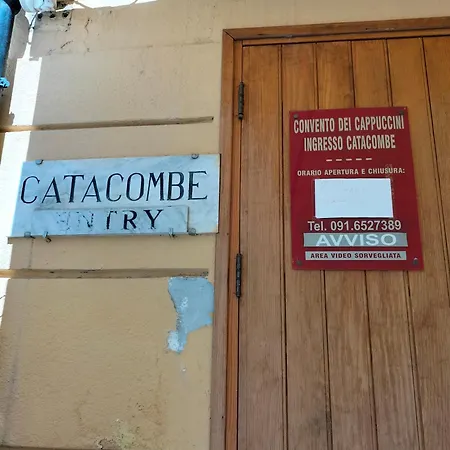 CATACOMBE
ENTRY
CONVENTO DEI CAPPUCCINI
INGRESSO CATACOMBE
- - - - -
ORARIO APERTURA E CHIUSURA:
Tel. 091.6527389
AVVISO
AREA VIDEO SORVEGLIATA